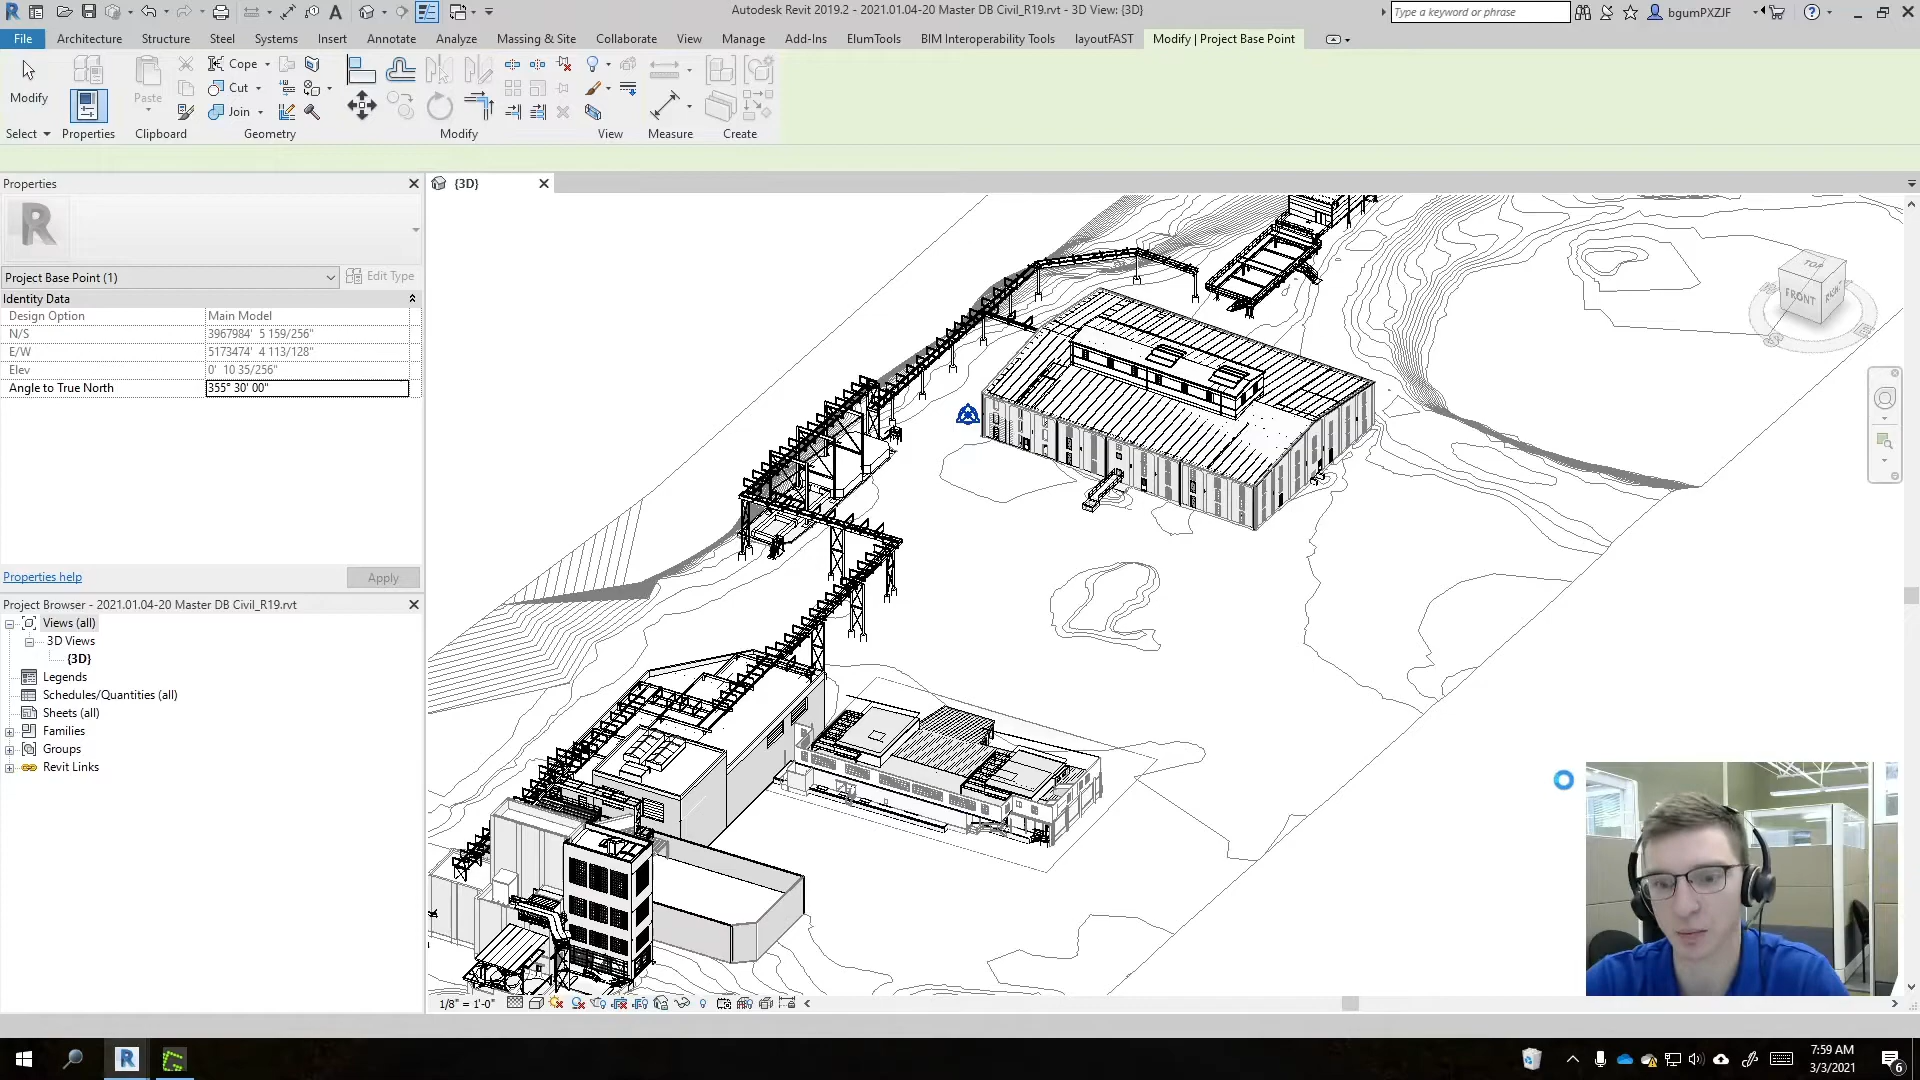 Autodesk Revit 2019.2 - 2021.01.04-20 Master DB Civil_R19.rvt - 3D View: {3D}
Type a keyword or phrase
bgumPXZJF
File Architecture Structure Steel Systems Insert Annotate Analyze Massing & Site Collaborate View Manage Add-Ins ElumTools BIM Interoperability Tools layoutFAST Modify | Project Base Point
Modify
Paste
Cope
Cut
Join
Select Properties Clipboard Geometry Modify View Measure Create
Properties
{3D}
R
Project Base Point (1)
Edit Type
Identity Data
Design Option Main Model
N/S 3967984' 5 159/256"
E/W 5173474' 4 113/128"
Elev 0' 10 35/256"
Angle to True North 355° 30' 00"
TOP
FRONT
RIGHT
Properties help
Apply
Project Browser - 2021.01.04-20 Master DB Civil_R19.rvt
Views (all)
3D Views
{3D}
Legends
Schedules/Quantities (all)
Sheets (all)
Families
Groups
Revit Links
1/8" = 1'-0"
7:59 AM
3/3/2021
6